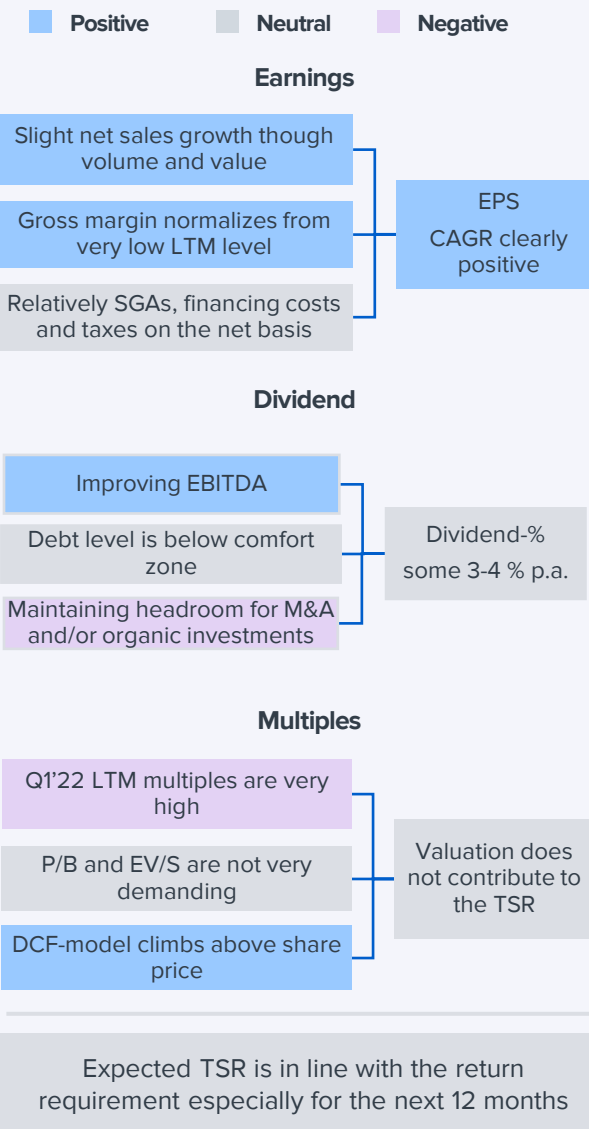 Positive Neutral Negative
Earnings
Slight net sales growth though
volume and value
Gross margin normalizes from
very low LTM level
Relatively SGAs, financing costs
and taxes on the net basis
EPS
CAGR clearly
positive
Dividend
Improving EBITDA
Debt level is below comfort
zone
Maintaining headroom for M&A
and/or organic investments
Dividend-%
some 3-4 % p.a.
Multiples
Q1’22 LTM multiples are very
high
P/B and EV/S are not very
demanding
DCF-model climbs above share
price
Valuation does
not contribute to
the TSR
Expected TSR is in line with the return
requirement especially for the next 12 months